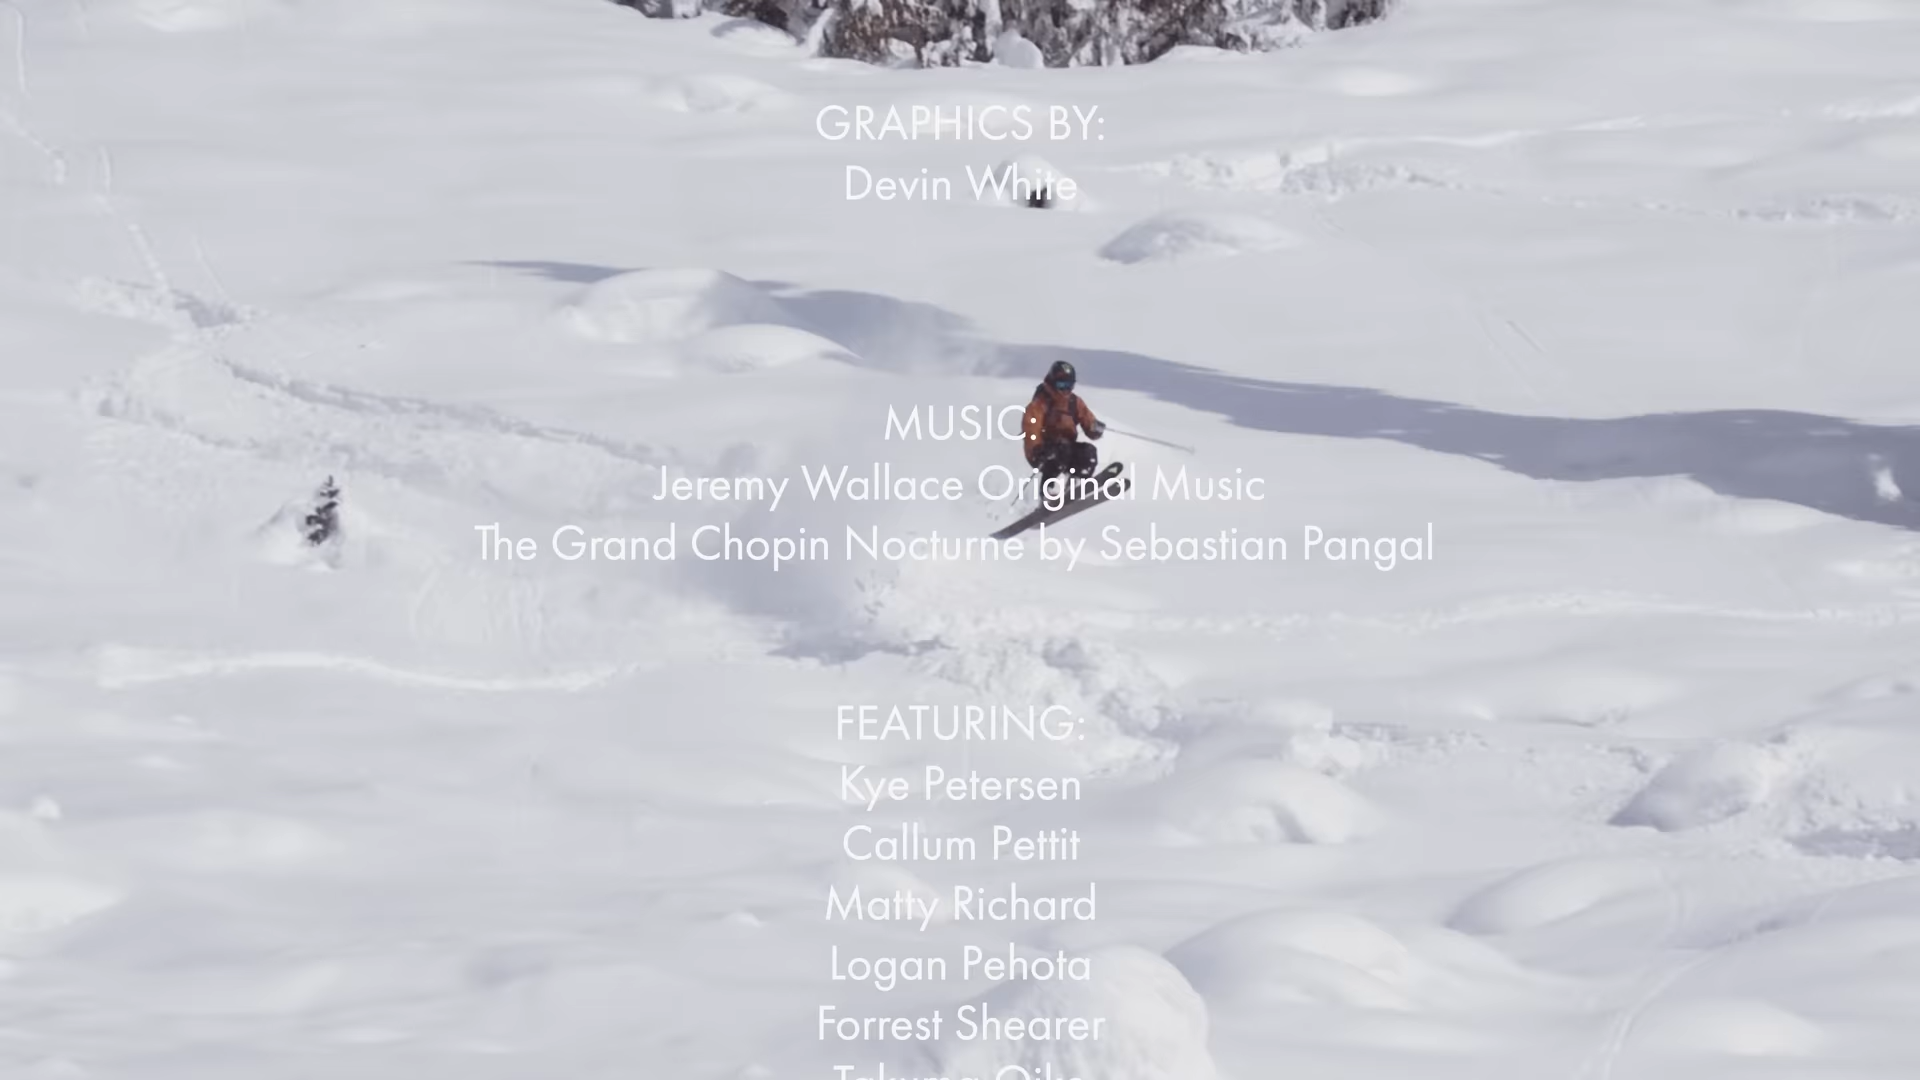 GRAPHICS BY:
Devin White
MUSIC:
Jeremy Wallace Original Music
The Grand Chopin Nocturne by Sebastian Pangal
FEATURING:
Kye Petersen
Callum Pettit
Matty Richard
Logan Pehota
Forrest Shearer